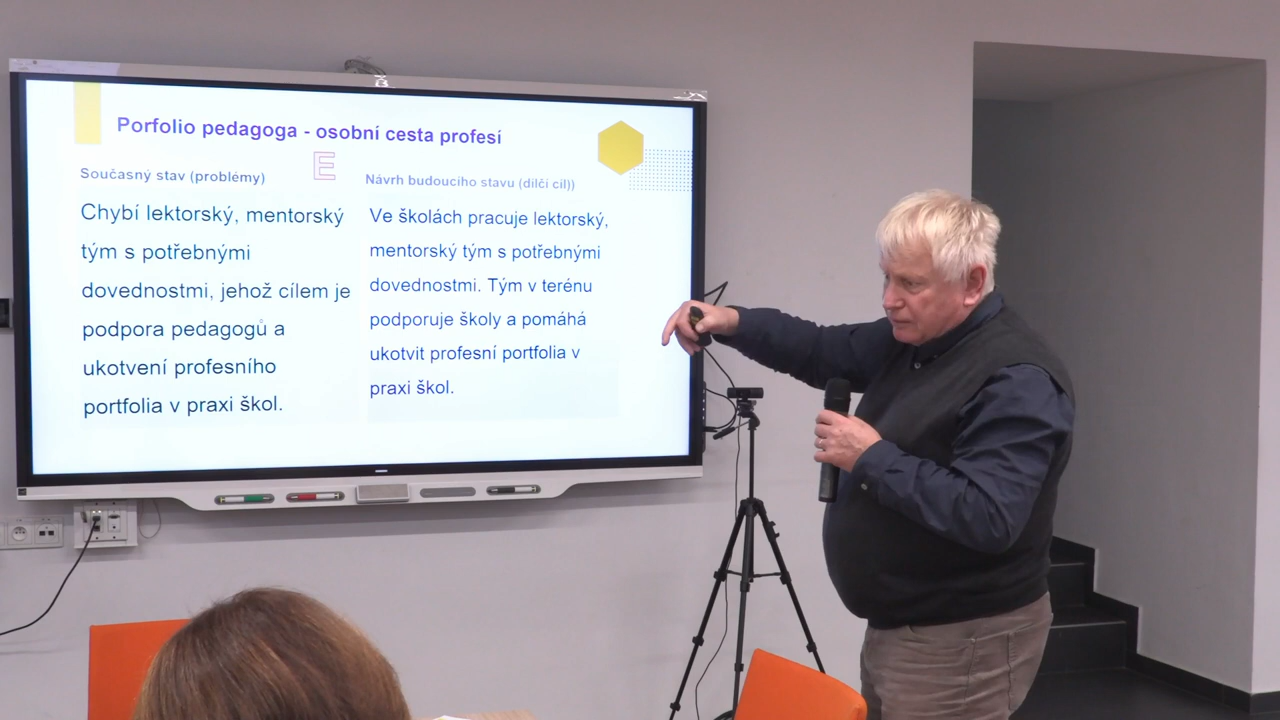 Porfolio pedagoga - osobní cesta profesí
E
Současný stav (problémy)
Chybí lektorský, mentorský
tým s potřebnými
dovednostmi, jehož cílem je
podpora pedagogů a
ukotvení profesního
portfolia v praxi škol.
Návrh budoucího stavu (dílčí cíl))
Ve školách pracuje lektorský,
mentorský tým s potřebnými
dovednostmi. Tým v terénu
podporuje školy a pomáhá
ukotvit profesní portfolia v
praxi škol.